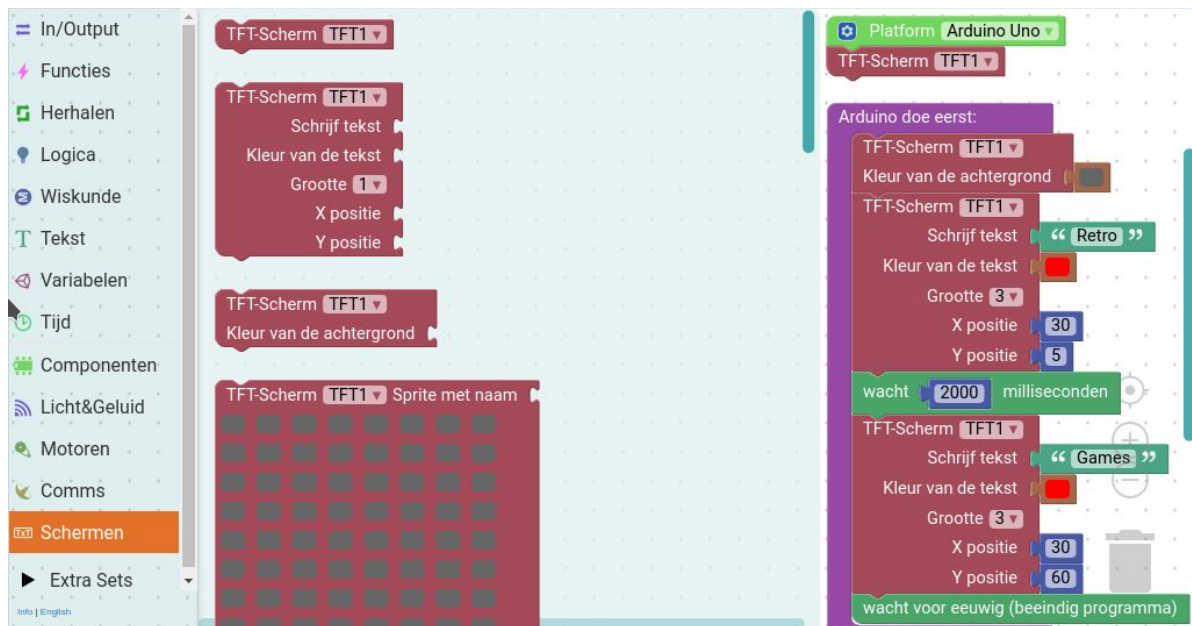 In/Output
Functies
Herhalen
Logica
Wiskunde
Tekst
Variabelen
Tijd
Componenten
Licht&Geluid
Motoren
Comms
TXT Schermen
Extra Sets
Info | English
TFT-Scherm TFT1
TFT-Scherm TFT1
Schrijf tekst
Kleur van de tekst
Grootte 1
X positie
Y positie
TFT-Scherm TFT1
Kleur van de achtergrond
TFT-Scherm TFT1 Sprite met naam
Platform Arduino Uno
TFT-Scherm TFT1
Arduino doe eerst:
TFT-Scherm TFT1
Kleur van de achtergrond
TFT-Scherm TFT1
Schrijf tekst “ Retro ”
Kleur van de tekst
Grootte 3
X positie 30
Y positie 5
wacht 2000 milliseconden
TFT-Scherm TFT1
Schrijf tekst “ Games ”
Kleur van de tekst
Grootte 3
X positie 30
Y positie 60
wacht voor eeuwig (beeindig programma)